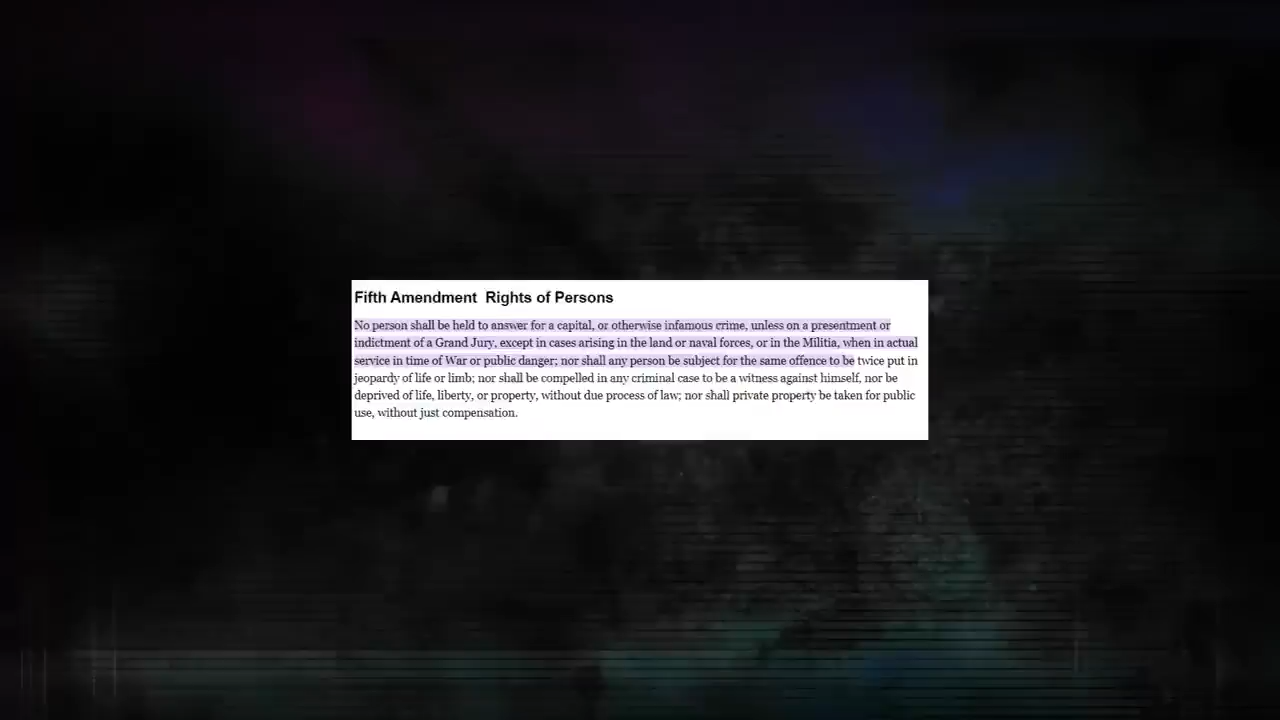 Fifth Amendment  Rights of Persons
No person shall be held to answer for a capital, or otherwise infamous crime, unless on a presentment or
indictment of a Grand Jury, except in cases arising in the land or naval forces, or in the Militia, when in actual
service in time of War or public danger; nor shall any person be subject for the same offence to be twice put in
jeopardy of life or limb; nor shall be compelled in any criminal case to be a witness against himself, nor be
deprived of life, liberty, or property, without due process of law; nor shall private property be taken for public
use, without just compensation.